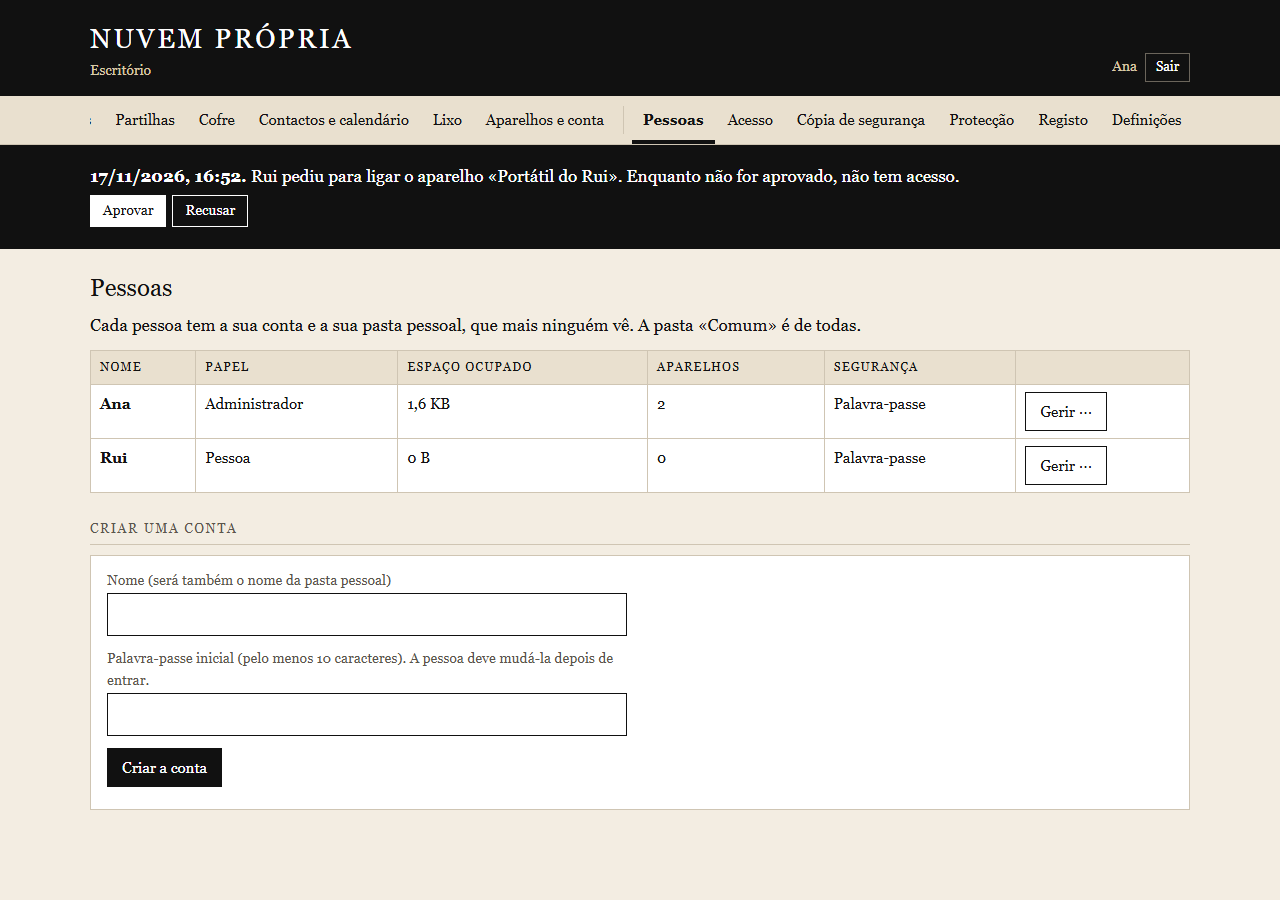 NUVEM PRÓPRIA
Escritório
Ana Sair
Partilhas Cofre Contactos e calendário Lixo Aparelhos e conta Pessoas Acesso Cópia de segurança Protecção Registo Definições
17/11/2026, 16:52. Rui pediu para ligar o aparelho «Portátil do Rui». Enquanto não for aprovado, não tem acesso.
Aprovar Recusar
Pessoas
Cada pessoa tem a sua conta e a sua pasta pessoal, que mais ninguém vê. A pasta «Comum» é de todas.
NOME PAPEL ESPAÇO OCUPADO APARELHOS SEGURANÇA
Ana Administrador 1,6 KB 2 Palavra-passe Gerir ···
Rui Pessoa 0 B 0 Palavra-passe Gerir ···
CRIAR UMA CONTA
Nome (será também o nome da pasta pessoal)
Palavra-passe inicial (pelo menos 10 caracteres). A pessoa deve mudá-la depois de
entrar.
Criar a conta